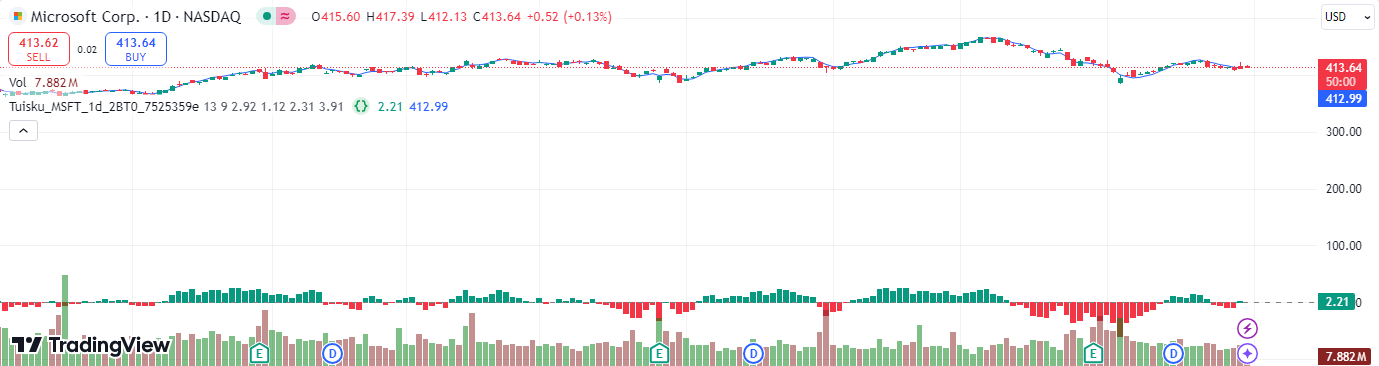 Microsoft Corp. · 1D · NASDAQ O415.60 H417.39 L412.13 C413.64 +0.52 (+0.13%)
USD
413.62 SELL
0.02
413.64 BUY
Vol 7.882M
Tuisku_MSFT_1d_2BT0_7525359e 13 9 2.92 1.12 2.31 3.91 {} 2.21 412.99
413.64
50:00
412.99
300.00
200.00
100.00
2.21
0
TradingView
E
D
E
D
E
D
7.882M